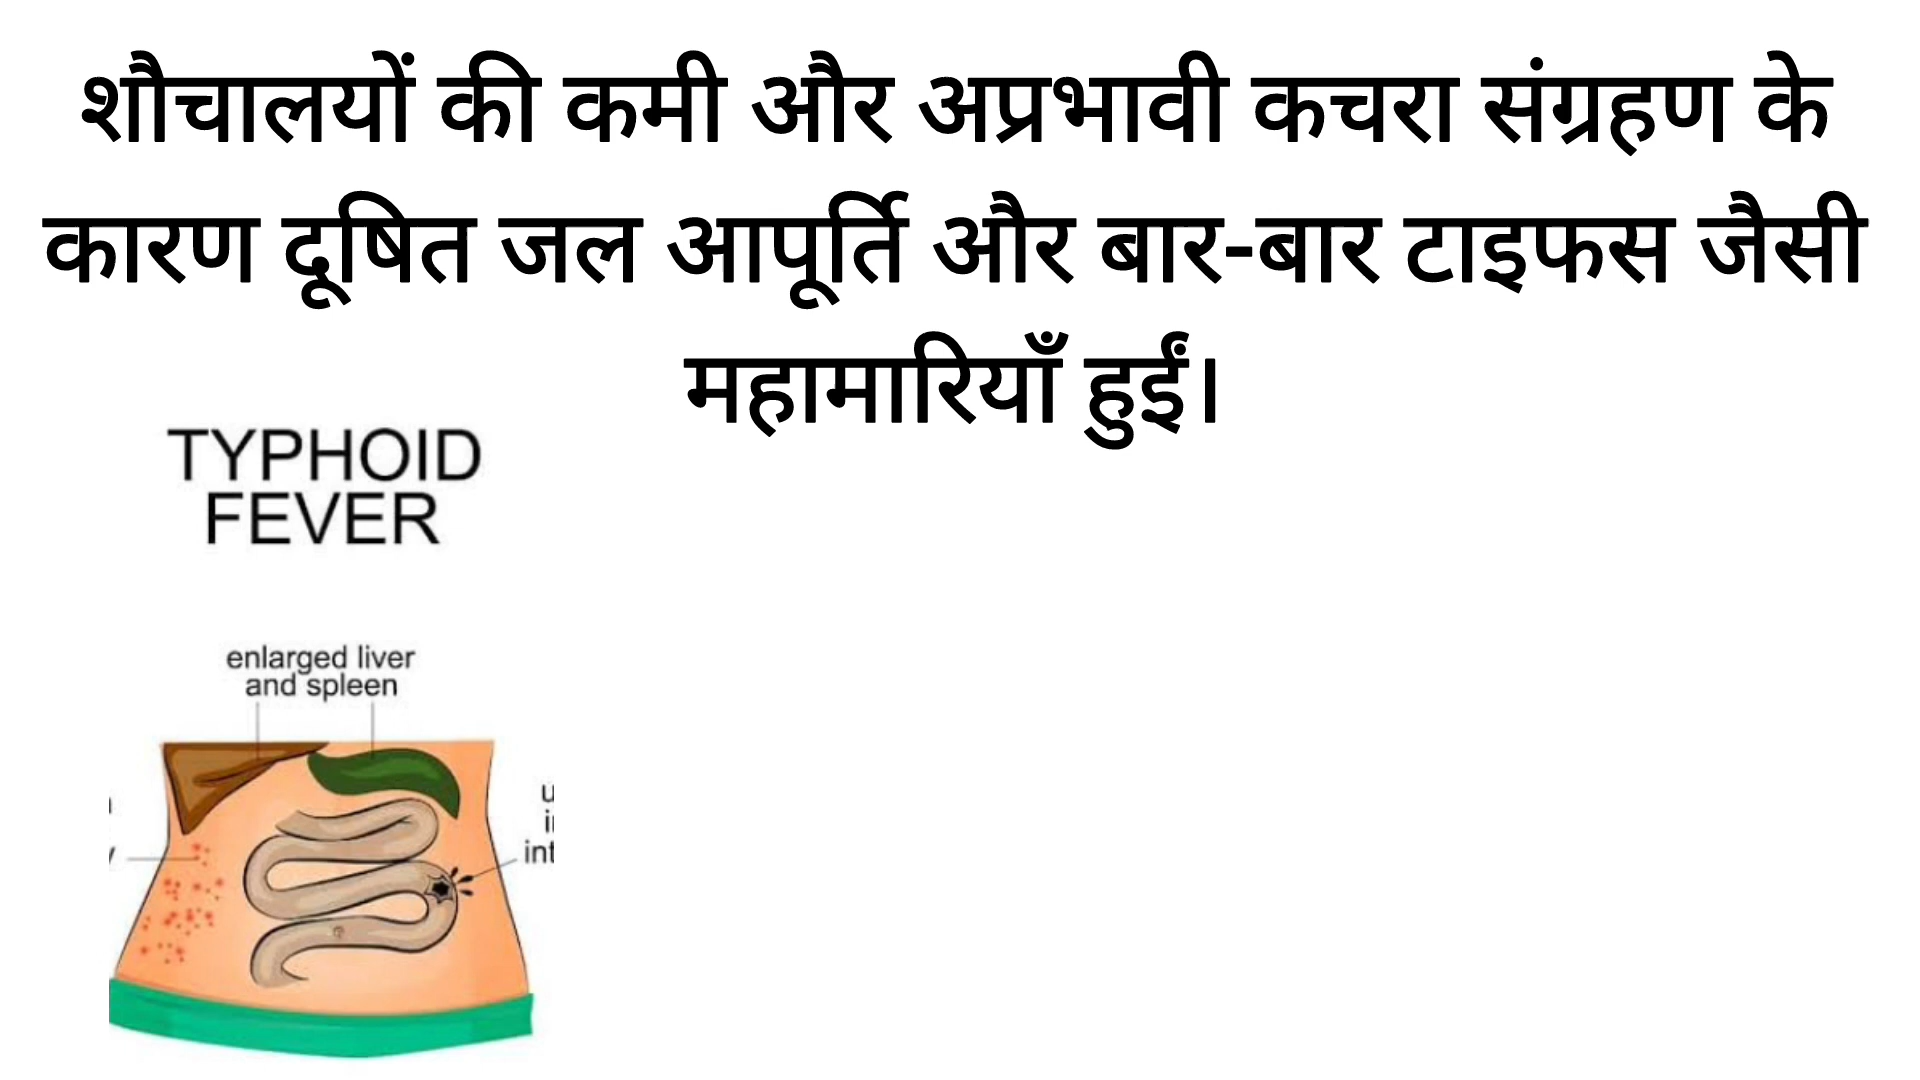 शौचालयों की कमी और अप्रभावी कचरा संग्रहण के
कारण दूषित जल आपूर्ति और बार-बार टाइफस जैसी
महामारियाँ हुईं।
TYPHOID
FEVER
enlarged liver
and spleen